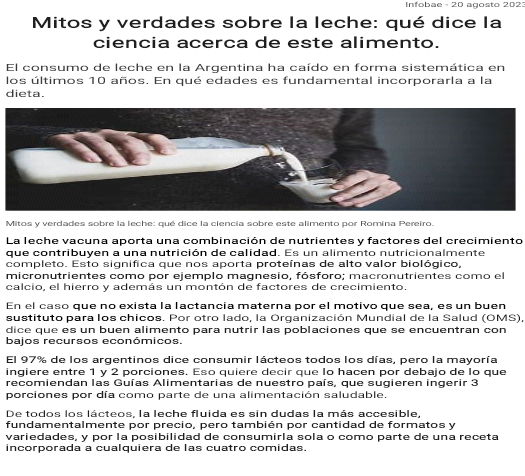 Infobae - 20 agosto 2023
Mitos y verdades sobre la leche: qué dice la
ciencia acerca de este alimento.
El consumo de leche en la Argentina ha caído en forma sistemática en
los últimos 10 años. En qué edades es fundamental incorporarla a la
dieta.
Mitos y verdades sobre la leche: qué dice la ciencia sobre este alimento por Romina Pereiro.
La leche vacuna aporta una combinación de nutrientes y factores del crecimiento
que contribuyen a una nutrición de calidad. Es un alimento nutricionalmente
completo. Esto significa que nos aporta proteínas de alto valor biológico,
micronutrientes como por ejemplo magnesio, fósforo; macronutrientes como el
calcio, el hierro y además un montón de factores de crecimiento.
En el caso que no exista la lactancia materna por el motivo que sea, es un buen
sustituto para los chicos. Por otro lado, la Organización Mundial de la Salud (OMS),
dice que es un buen alimento para nutrir las poblaciones que se encuentran con
bajos recursos económicos.
El 97% de los argentinos dice consumir lácteos todos los días, pero la mayoría
ingiere entre 1 y 2 porciones. Eso quiere decir que lo hacen por debajo de lo que
recomiendan las Guías Alimentarias de nuestro país, que sugieren ingerir 3
porciones por día como parte de una alimentación saludable.
De todos los lácteos, la leche fluida es sin dudas la más accesible,
fundamentalmente por precio, pero también por cantidad de formatos y
variedades, y por la posibilidad de consumirla sola o como parte de una receta
incorporada a cualquiera de las cuatro comidas.